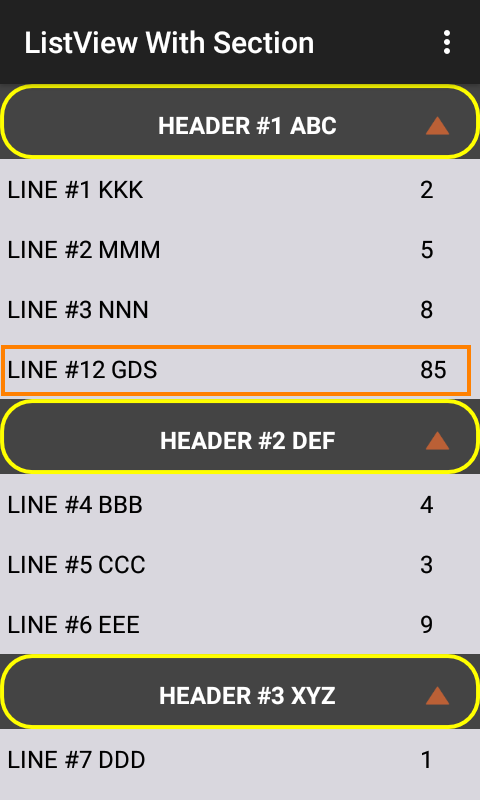 ListView With Section
HEADER #1 ABC
LINE #1 KKK 2
LINE #2 MMM 5
LINE #3 NNN 8
LINE #12 GDS 85
HEADER #2 DEF
LINE #4 BBB 4
LINE #5 CCC 3
LINE #6 EEE 9
HEADER #3 XYZ
LINE #7 DDD 1